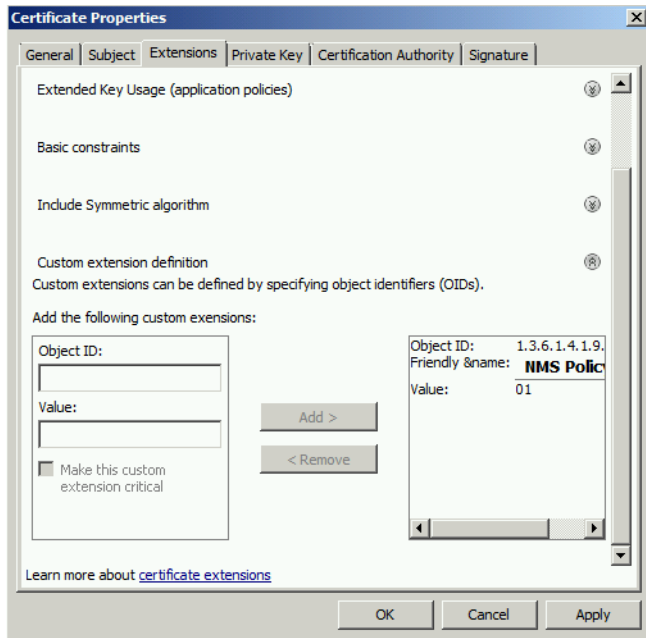 Certificate Properties
General Subject Extensions Private Key Certification Authority Signature
Extended Key Usage (application policies)
Basic constraints
Include Symmetric algorithm
Custom extension definition
Custom extensions can be defined by specifying object identifiers (OIDs).
Add the following custom exensions:
Object ID:
Value:
Make this custom
extension critical
Add >
< Remove
Object ID: 1.3.6.1.4.1.9.
Friendly &name: NMS Policy
Value: 01
Learn more about certificate extensions
OK Cancel Apply